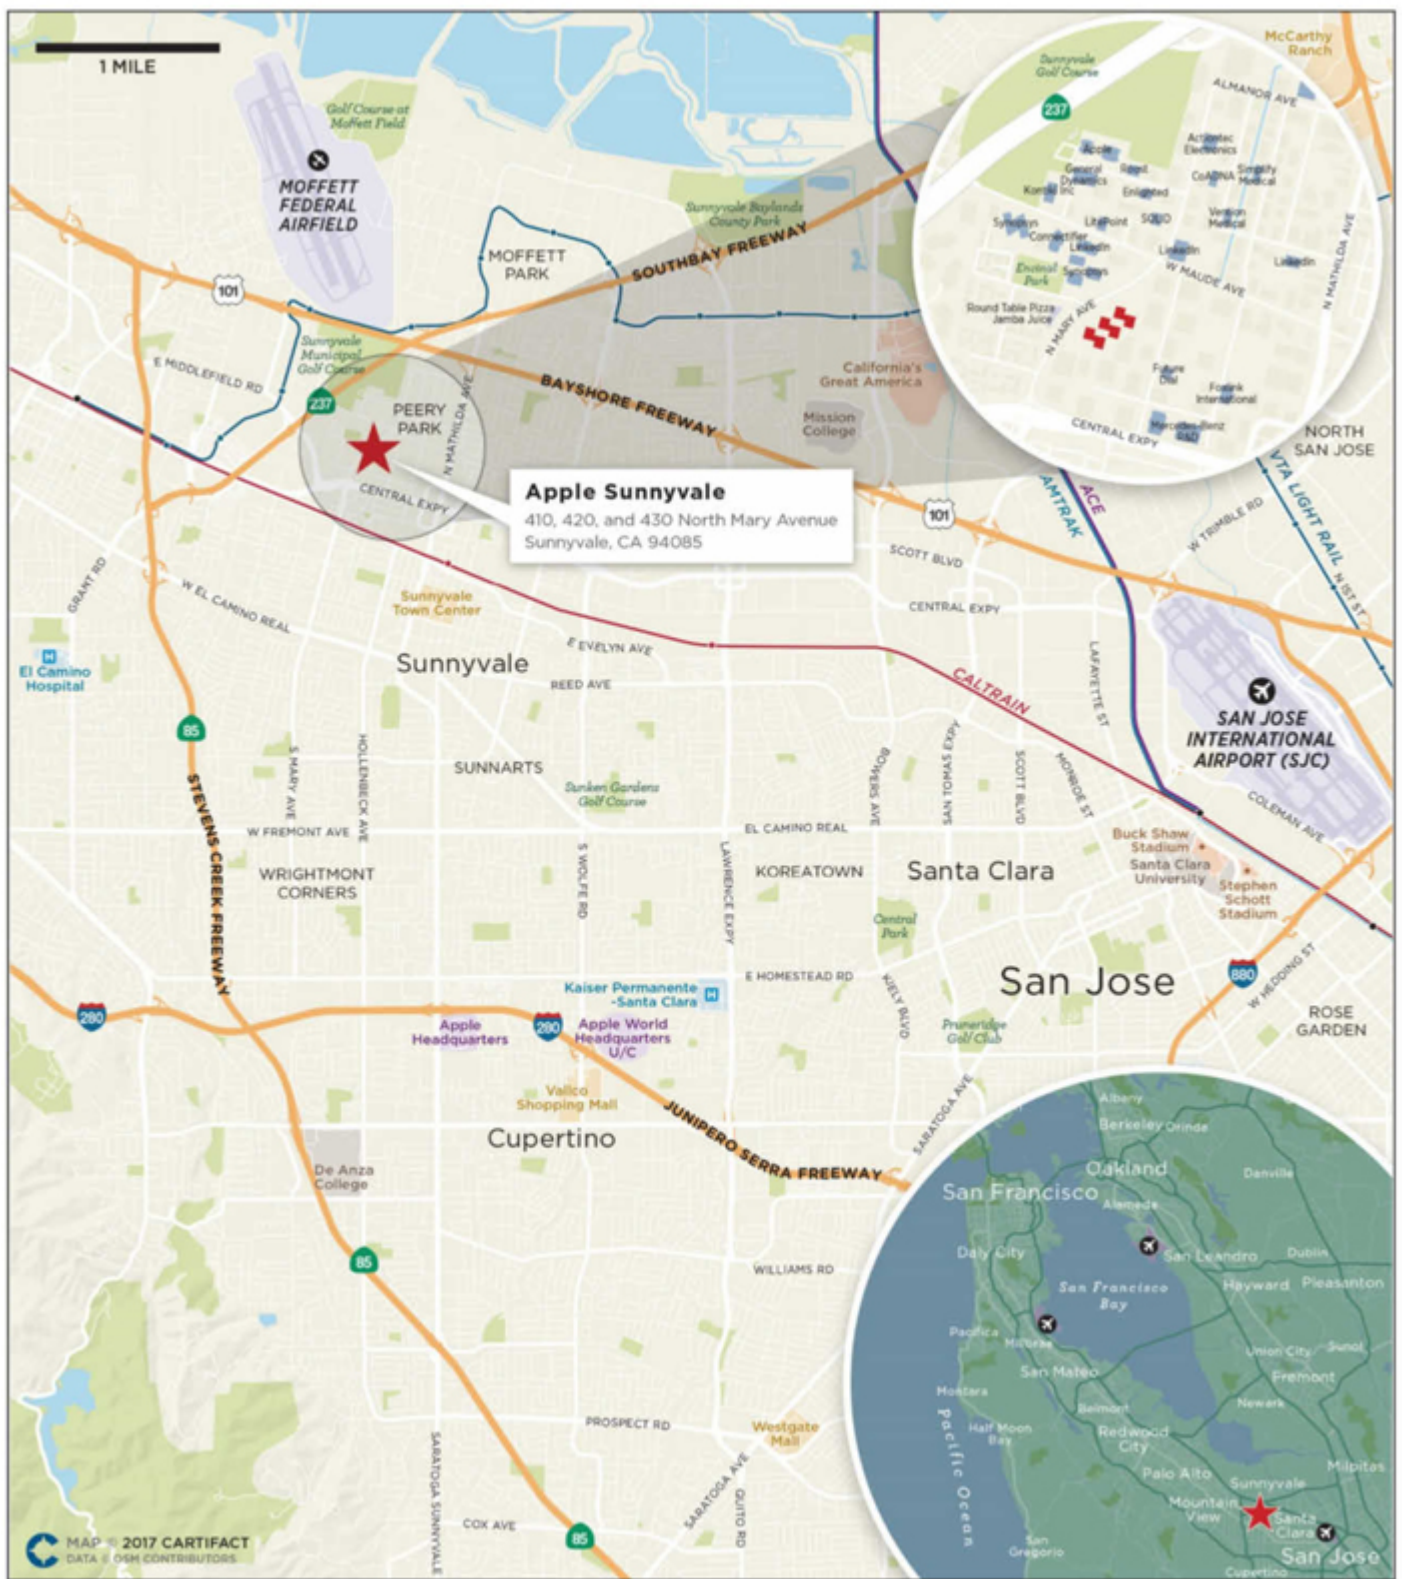 1 MILE
Golf Course at
Moffett Field
MOFFETT
FEDERAL
AIRFIELD
Sunnyvale Baylands
County Park
MOFFETT
PARK
SOUTHBAY FREEWAY
101
Sunnyvale
Municipal
Golf Course
E MIDDLEFIELD RD
237
PEERY
PARK
N MATHILDA AVE
CENTRAL EXPY
BAYSHORE FREEWAY
California's
Great America
Mission
College
Apple Sunnyvale
410, 420, and 430 North Mary Avenue
Sunnyvale, CA 94085
McCarthy
Ranch
Sunnyvale
Golf Course
237
ALMANOR AVE
Apple
Actiontec
Electronics
General
Dynamics
CoADNA
Simplify
Medical
Kontiki Inc
Enlighted
Synopsys
LitePoint
SOLiD
Vention
Medical
Connectifier
LinkedIn
LinkedIn
LinkedIn
Encinal
Park
Synopsys
W MAUDE AVE
N MATHILDA AVE
Round Table Pizza
Jamba Juice
N MARY AVE
Future
Dial
Foxlink
International
Mercedes-Benz
R&D
CENTRAL EXPY
NORTH
SAN JOSE
VTA LIGHT RAIL
ACE
AMTRAK
101
W TRIMBLE RD
N 1ST ST
SCOTT BLVD
CENTRAL EXPY
GRANT RD
W EL CAMINO REAL
Sunnyvale
Town Center
El Camino
Hospital
Sunnyvale
E EVELYN AVE
REED AVE
CALTRAIN
LAFAYETTE ST
SAN JOSE
INTERNATIONAL
AIRPORT (SJC)
85
STEVENS CREEK FREEWAY
S MARY AVE
HOLLENBECK AVE
SUNNARTS
Sunken Gardens
Golf Course
BOWERS AVE
SAN TOMAS EXPY
SCOTT BLVD
MONROE ST
COLEMAN AVE
W FREMONT AVE
EL CAMINO REAL
WRIGHTMONT
CORNERS
S WOLFE RD
LAWRENCE EXPY
KOREATOWN
Santa Clara
Buck Shaw
Stadium
Santa Clara
University
Stephen
Schott
Stadium
Central
Park
E HOMESTEAD RD
KIELY BLVD
San Jose
880
W HEDDING ST
ROSE
GARDEN
Kaiser Permanente
-Santa Clara
280
Apple
Headquarters
280
Apple World
Headquarters
U/C
Pruneridge
Golf Club
Vallco
Shopping Mall
JUNIPERO SERRA FREEWAY
SARATOGA AVE
Cupertino
De Anza
College
85
WILLIAMS RD
PROSPECT RD
Westgate
Mall
SARATOGA SUNNYVALE
SARATOGA AVE
QUITO RD
COX AVE
85
Albany
Berkeley
Orinde
Oakland
Danville
San Francisco
Alameda
Daly City
San Leandro
Dublin
San Francisco
Bay
Hayward
Pleasanton
Pacifica
Millbrae
Union City
Sunol
San Mateo
Fremont
Montara
Belmont
Newark
Half Moon
Bay
Redwood
City
Pacific Ocean
Palo Alto
Milpitas
Sunnyvale
Mountain
View
Santa
Clara
San
Gregorio
San Jose
Cupertino
MAP © 2017 CARTIFACT
DATA © OSM CONTRIBUTORS